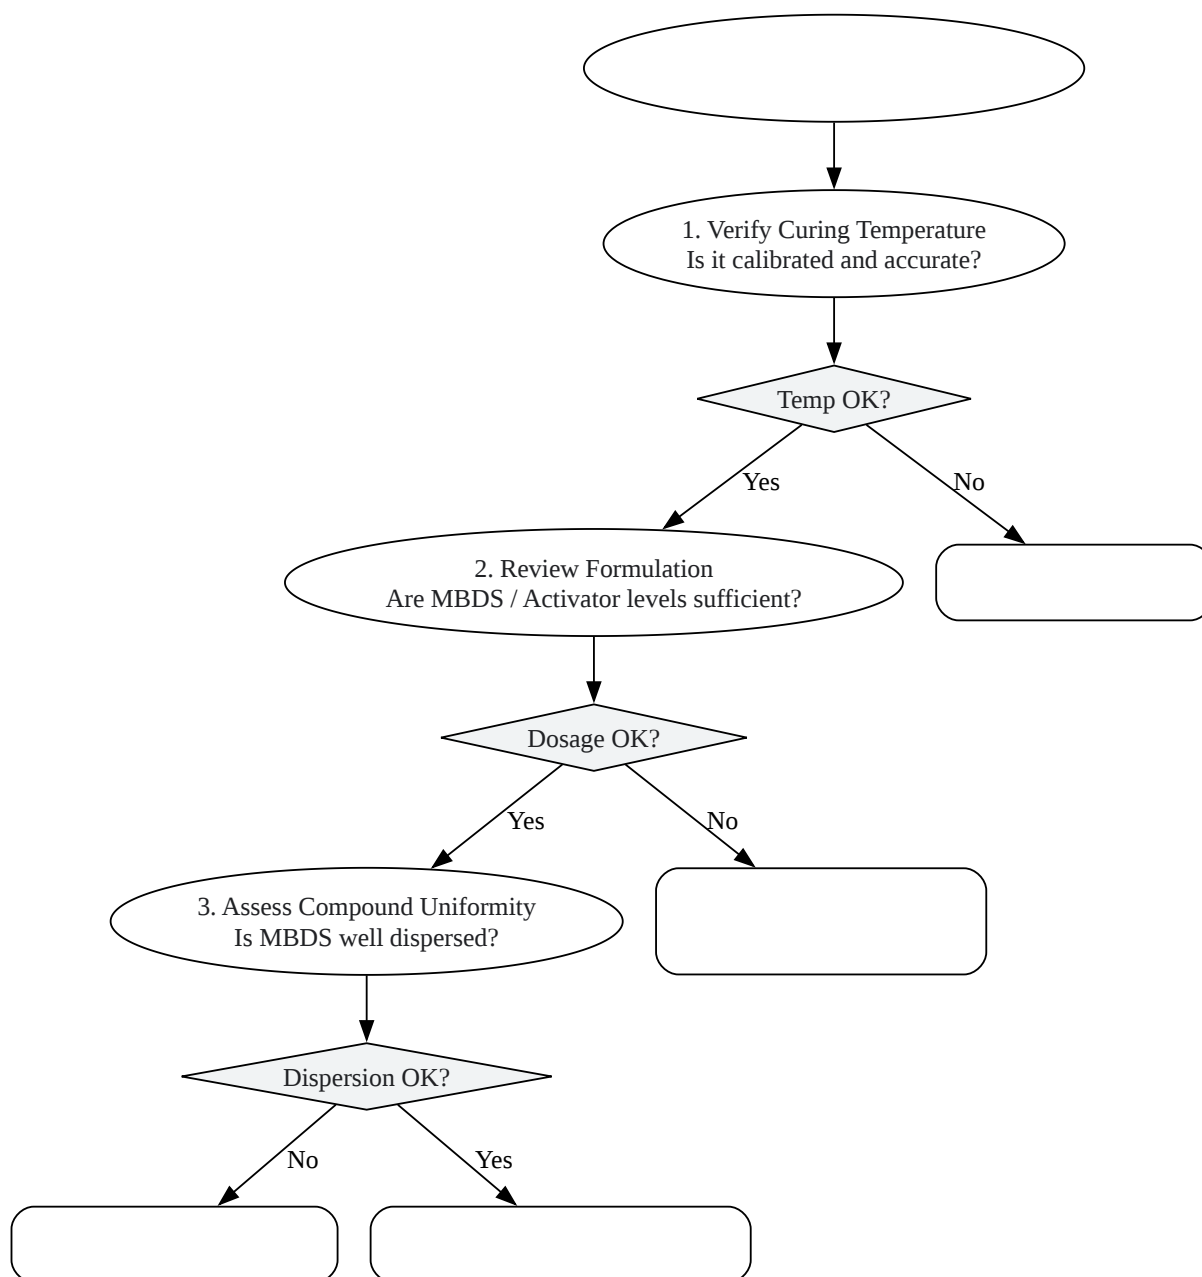 1. Verify Curing Temperature
Is it calibrated and accurate?
Temp OK?
Yes
No
2. Review Formulation
Are MBDS / Activator levels sufficient?
Dosage OK?
Yes
No
3. Assess Compound Uniformity
Is MBDS well dispersed?
Dispersion OK?
No
Yes